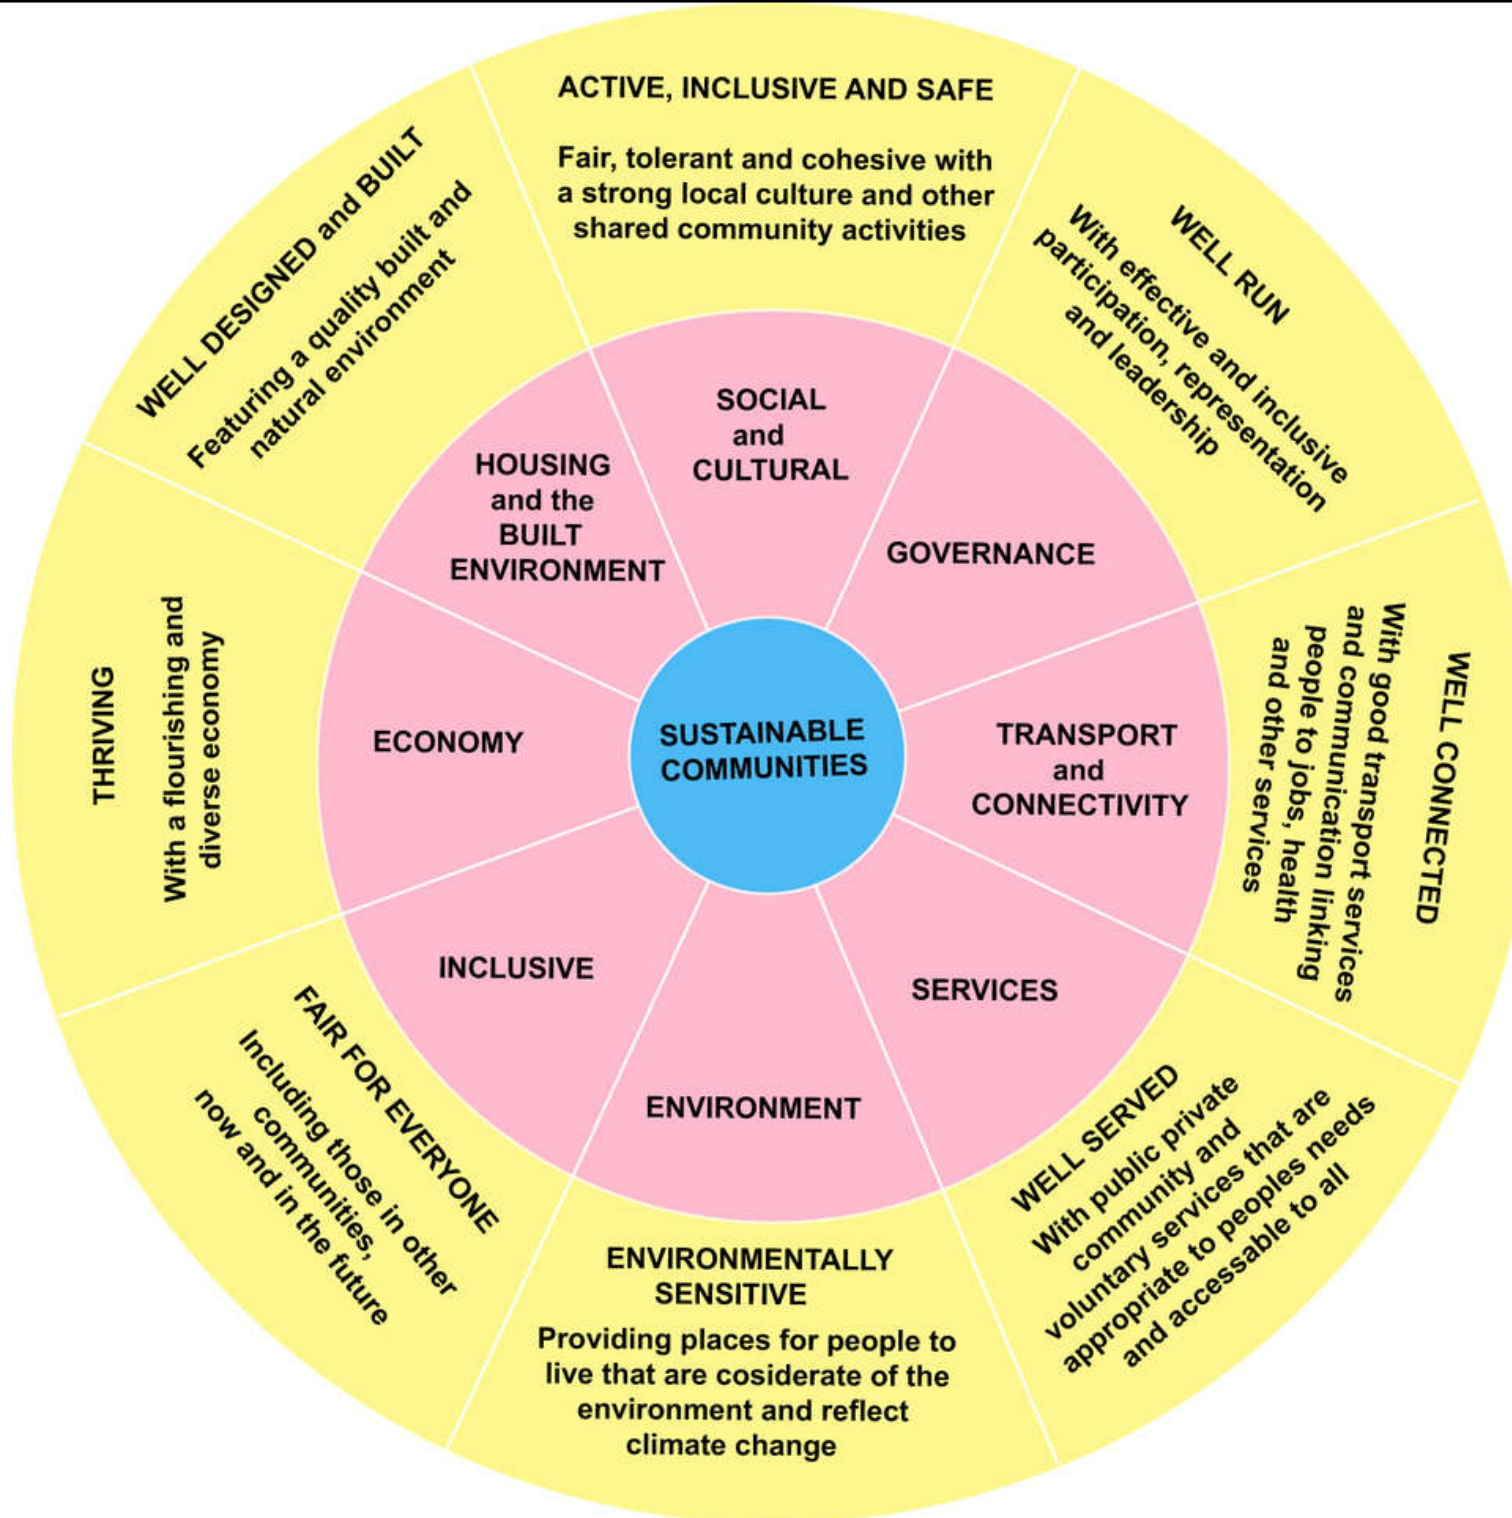 ACTIVE, INCLUSIVE AND SAFE
Fair, tolerant and cohesive with
a strong local culture and other
shared community activities
WELL RUN
With effective and inclusive
participation, representation
and leadership
WELL CONNECTED
With good transport services
and communication linking
people to jobs, health
and other services
WELL SERVED
With public private
community and
voluntary services that are
appropriate to peoples needs
and accessable to all
ENVIRONMENTALLY
SENSITIVE
Providing places for people to
live that are cosiderate of the
environment and reflect
climate change
FAIR FOR EVERYONE
Including those in other
communities,
now and in the future
THRIVING
With a flourishing and
diverse economy
WELL DESIGNED and BUILT
Featuring a quality built and
natural environment
SOCIAL
and
CULTURAL
GOVERNANCE
TRANSPORT
and
CONNECTIVITY
SERVICES
ENVIRONMENT
INCLUSIVE
ECONOMY
HOUSING
and the
BUILT
ENVIRONMENT
SUSTAINABLE
COMMUNITIES